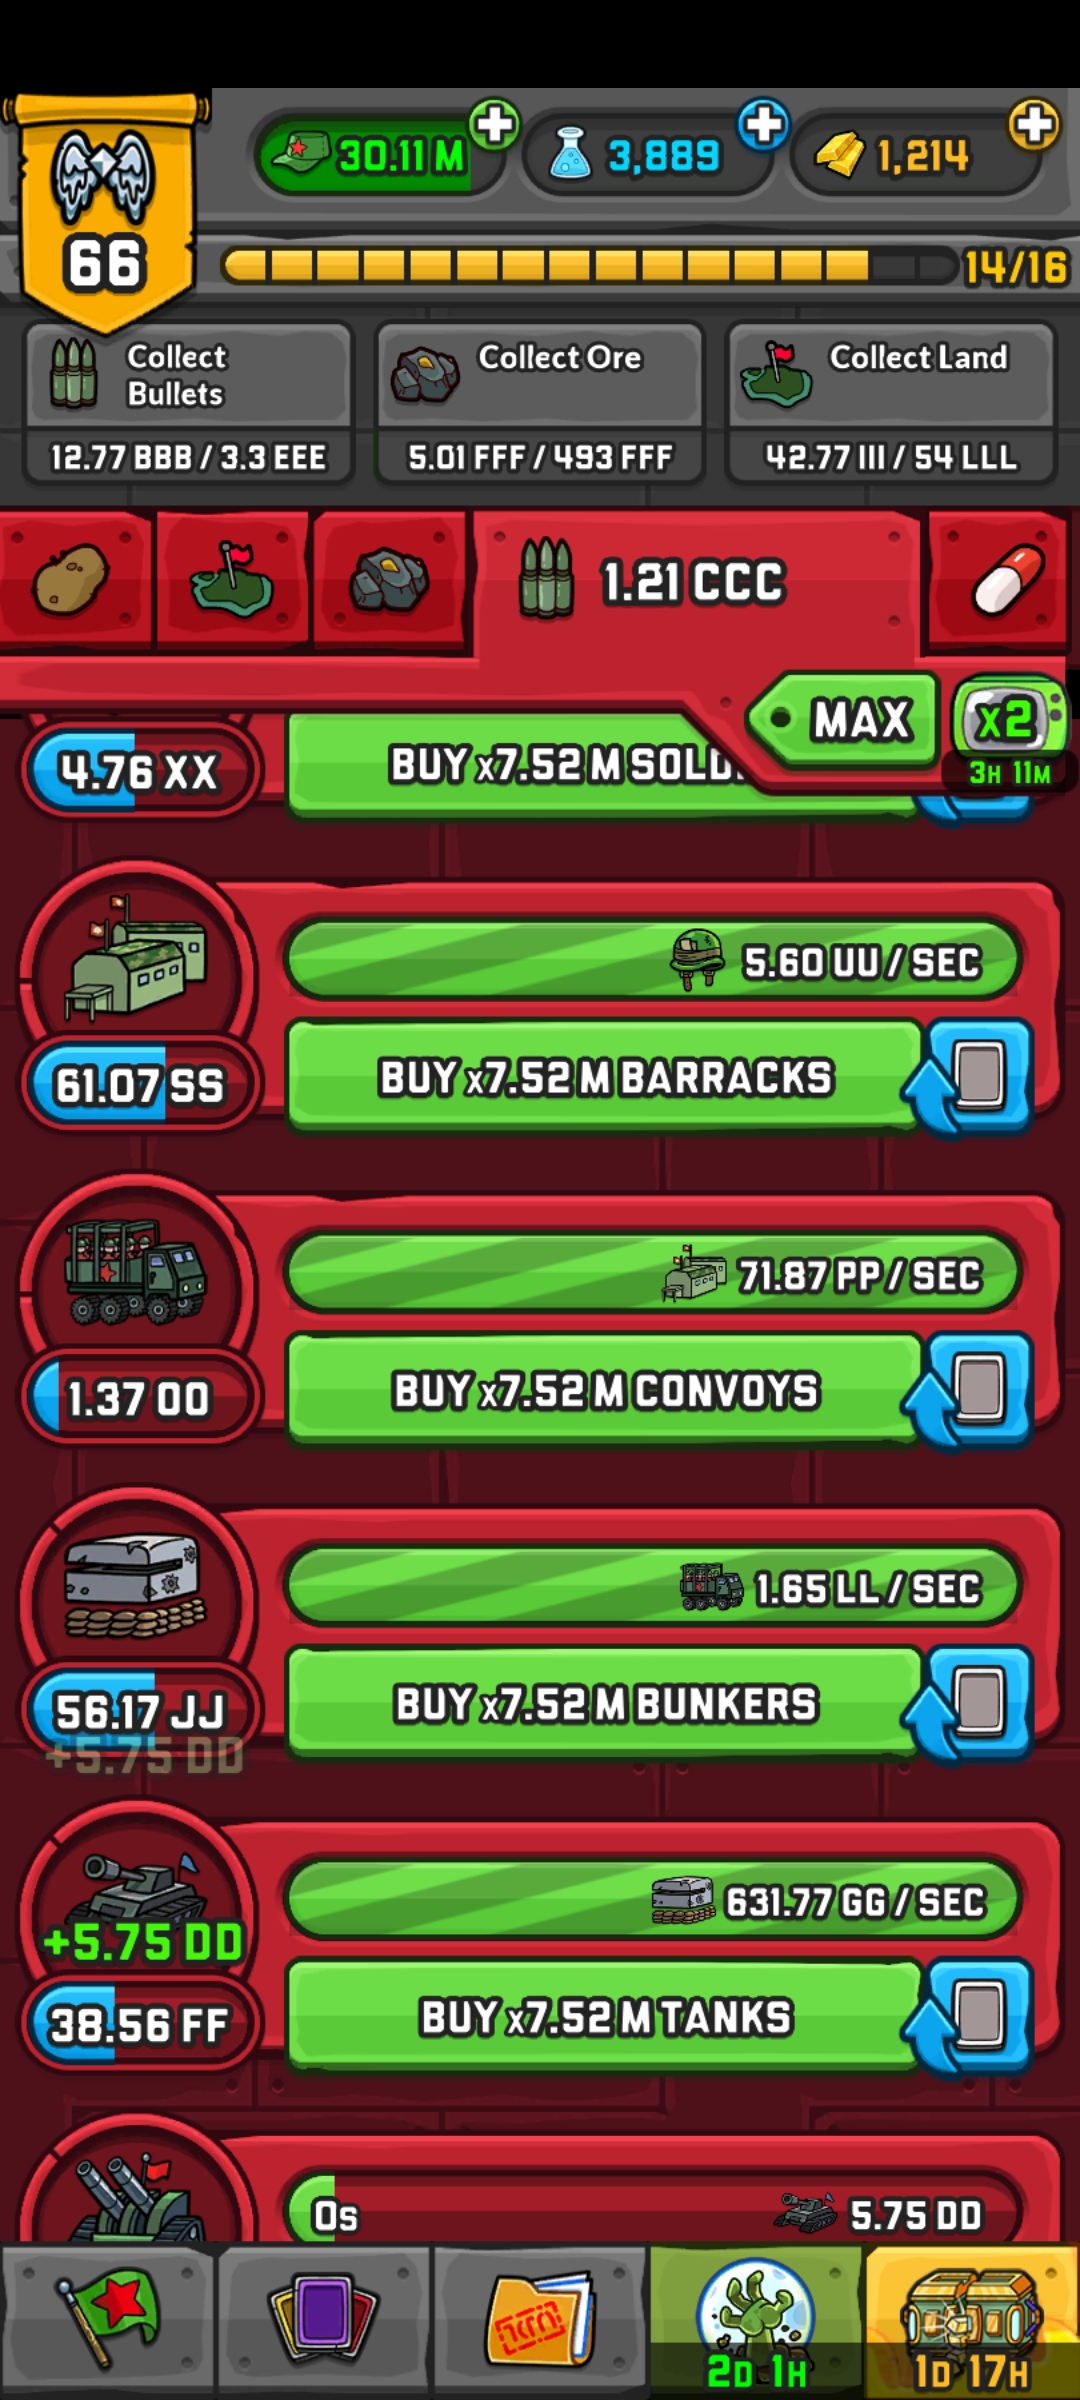 30.11 M
3,889
1,214
66
14/16
Collect
Bullets
12.77 BBB / 3.3 EEE
Collect Ore
5.01 FFF / 493 FFF
Collect Land
42.77 III / 54 LLL
1.21 CCC
MAX
x2
3H 11M
4.76 XX
BUY x7.52 M SOLD
5.60 UU / SEC
61.07 SS
BUY x7.52 M BARRACKS
71.87 PP / SEC
1.37 OO
BUY x7.52 M CONVOYS
1.65 LL / SEC
56.17 JJ
BUY x7.52 M BUNKERS
+5.75 DD
631.77 GG / SEC
+5.75 DD
38.56 FF
BUY x7.52 M TANKS
0s
5.75 DD
2D 1H
1D 17H